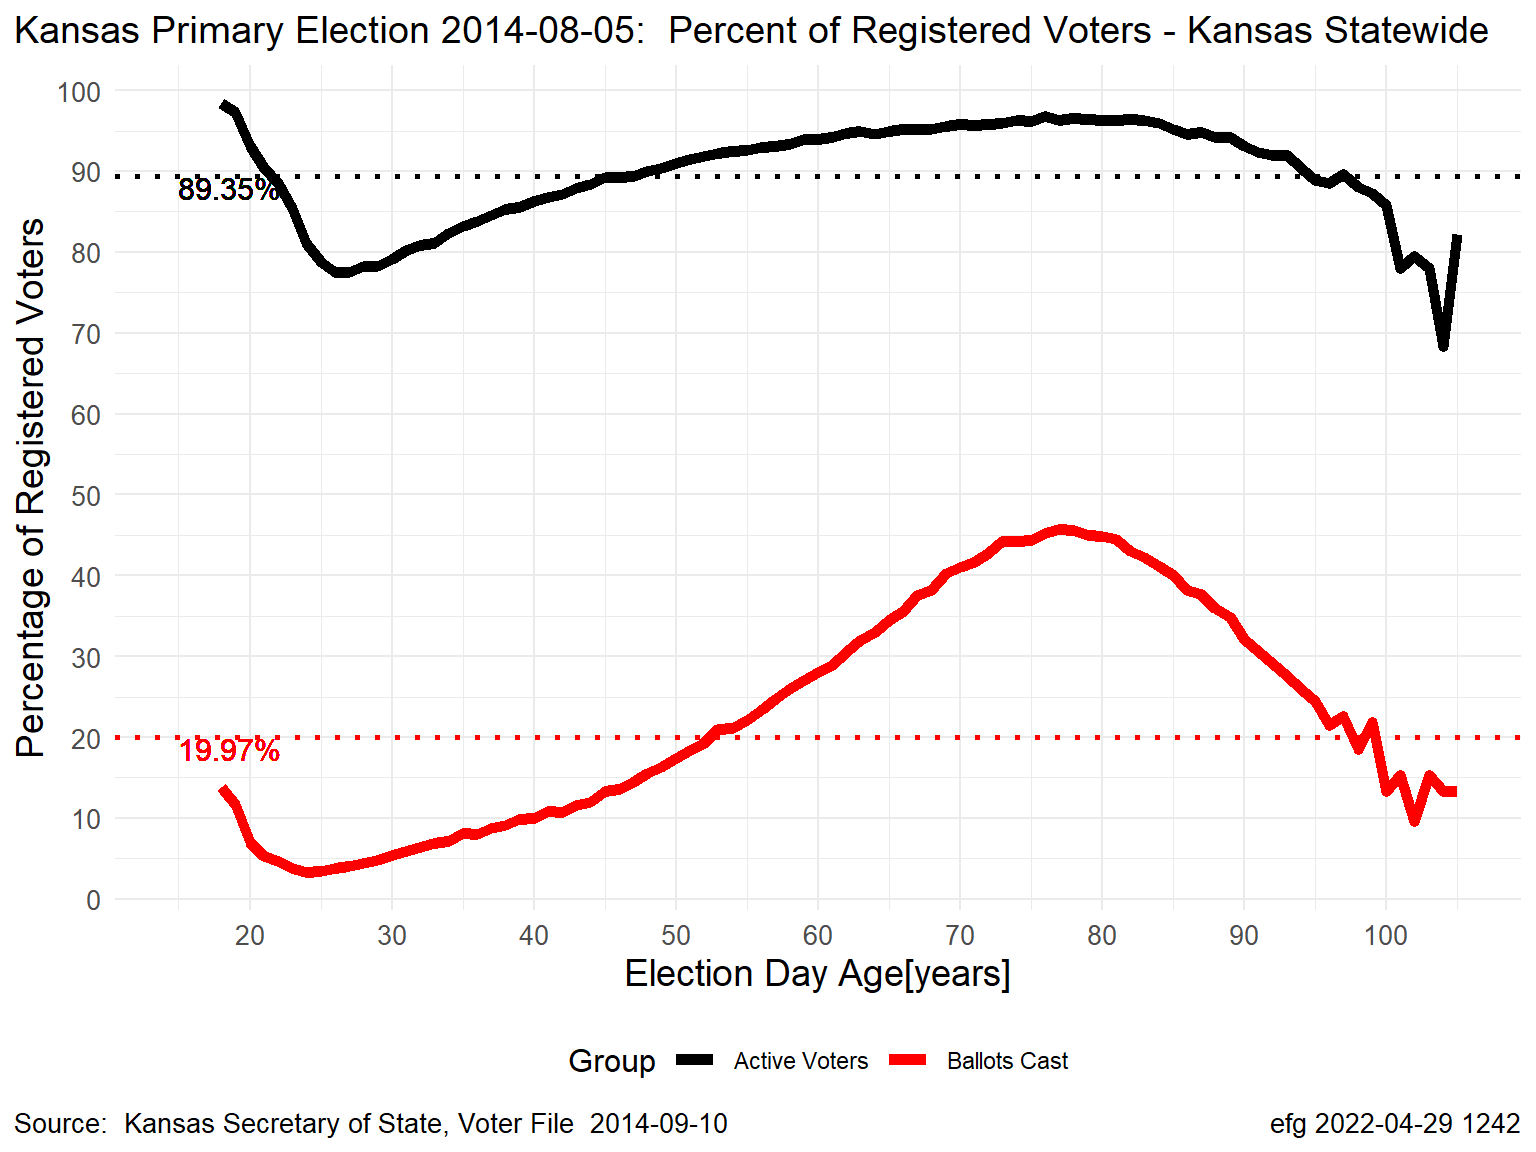 Kansas Primary Election 2014-08-05:  Percent of Registered Voters - Kansas Statewide
Percentage of Registered Voters
100
90
80
70
60
50
40
30
20
10
0
89.35%
19.97%
20 30 40 50 60 70 80 90 100
Election Day Age[years]
Group Active Voters Ballots Cast
Source:  Kansas Secretary of State, Voter File  2014-09-10
efg 2022-04-29 1242